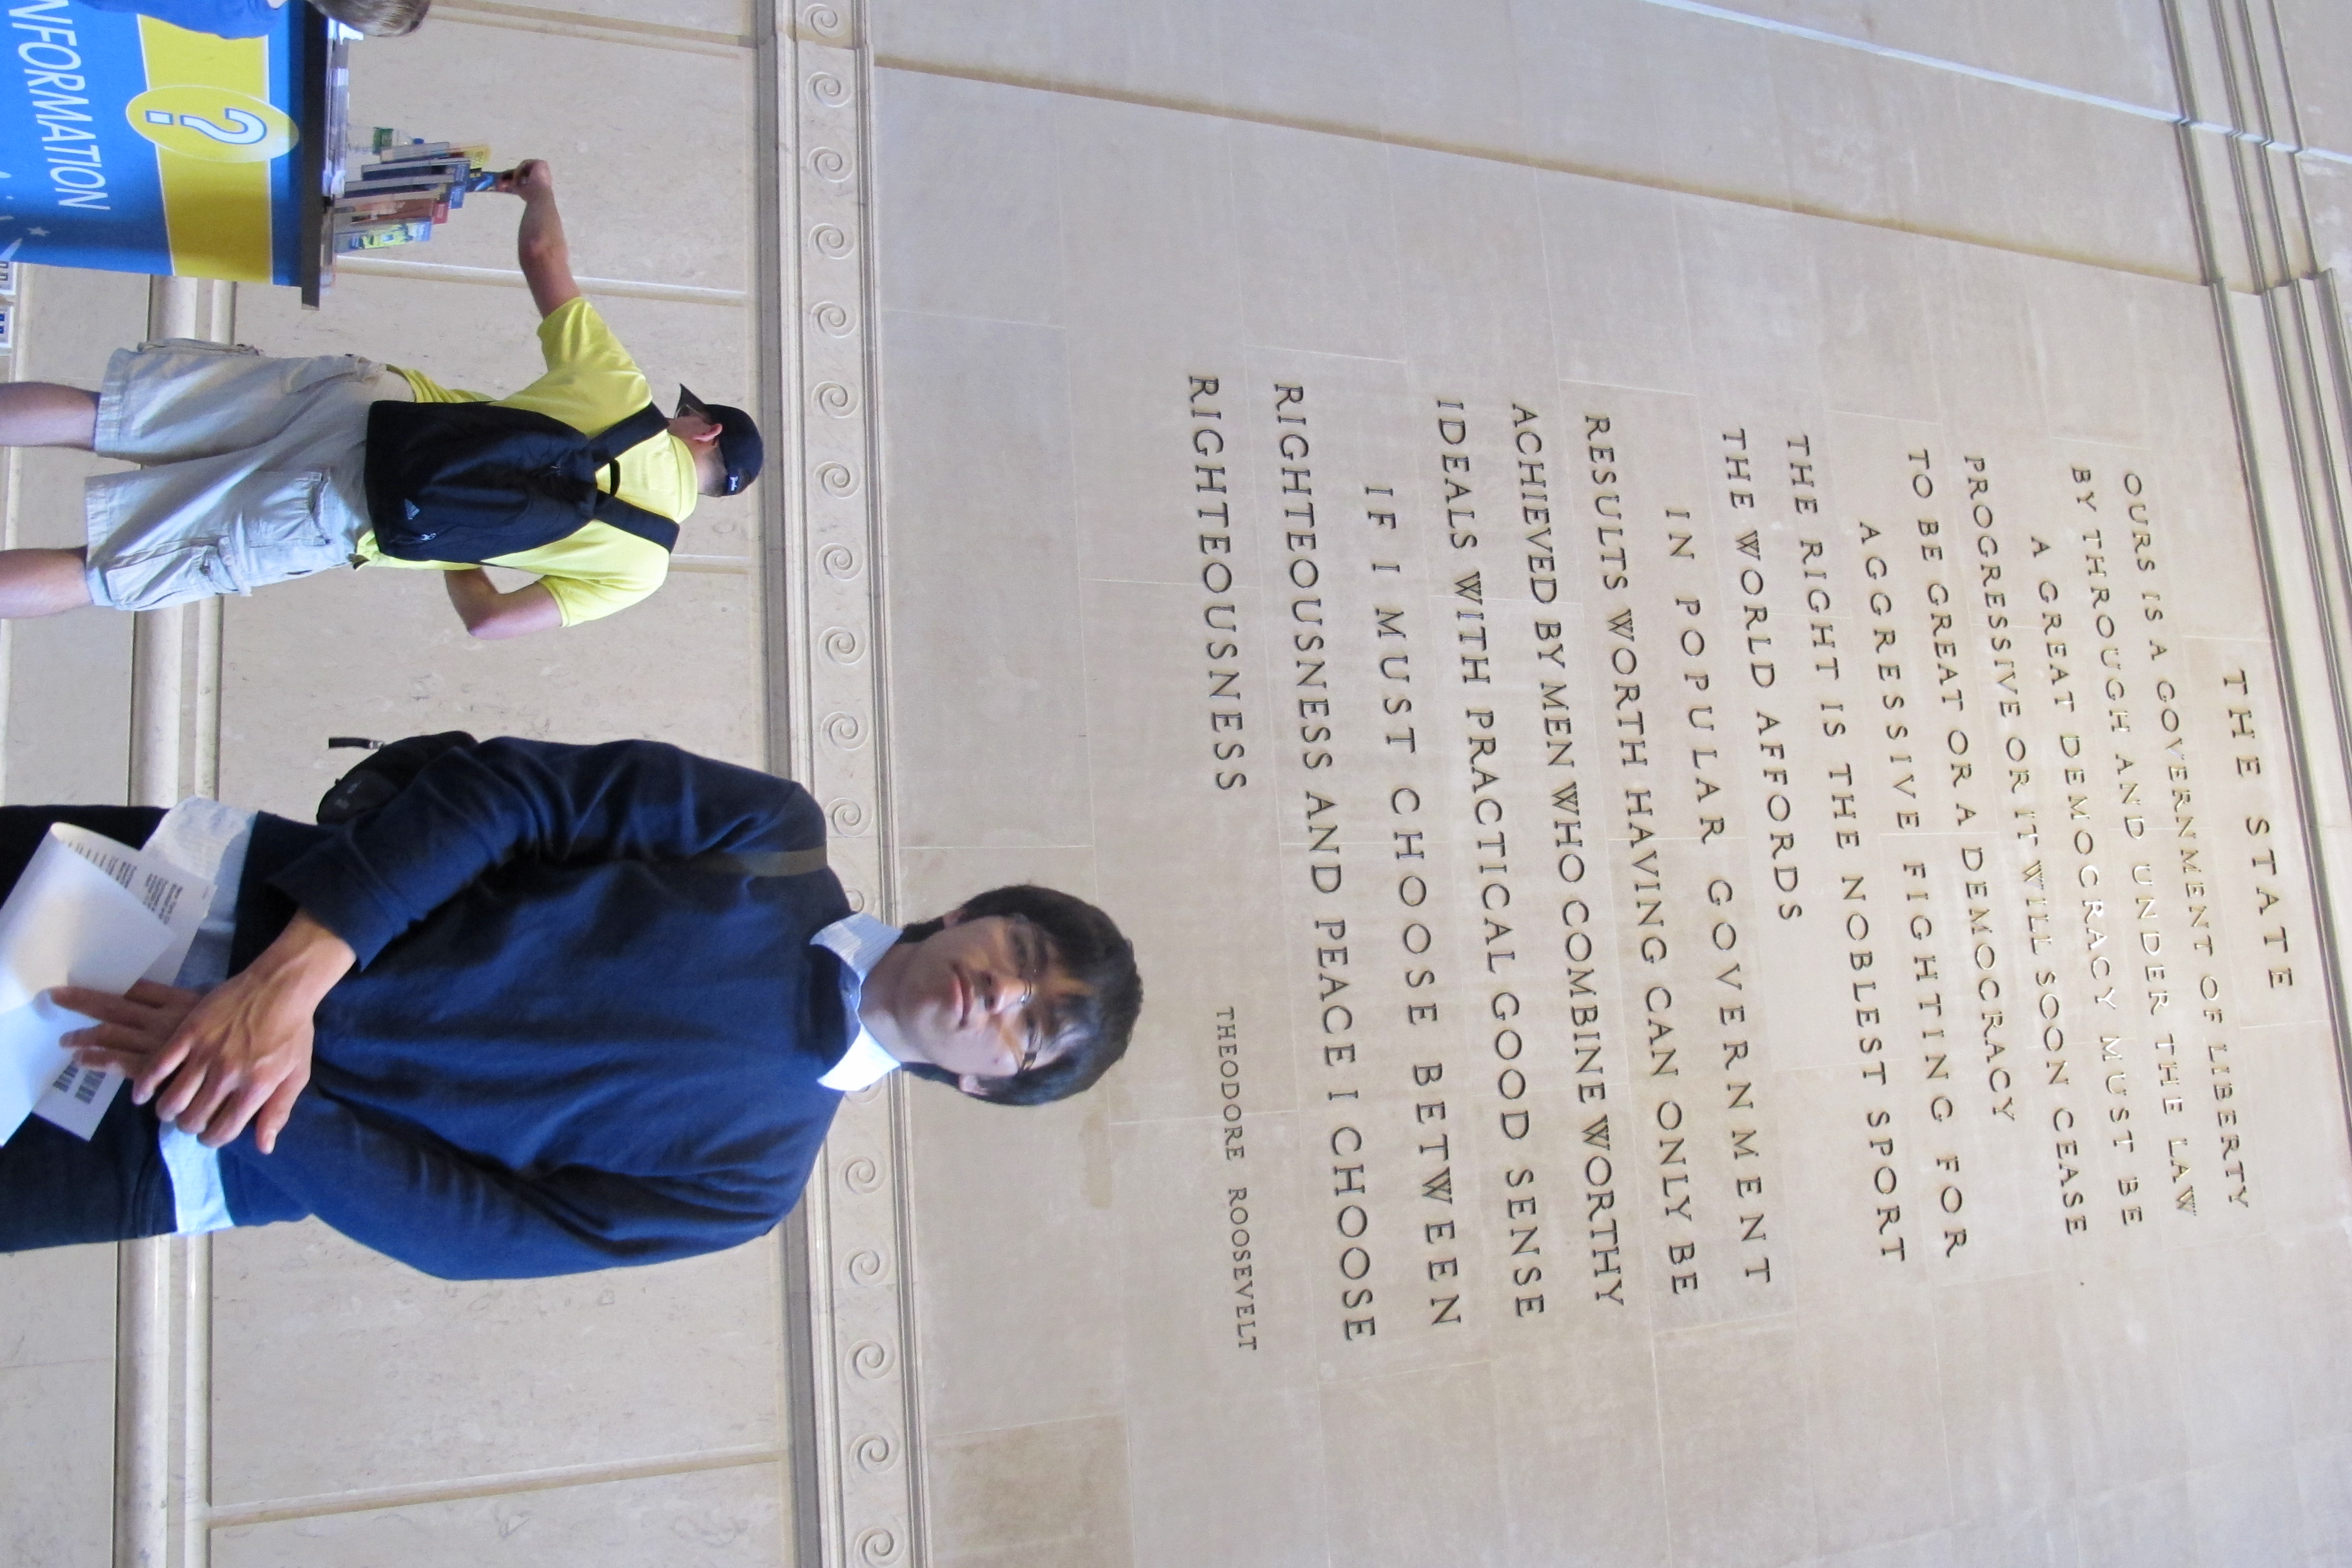 THE STATE
OURS IS A GOVERNMENT OF LIBERTY
BY THROUGH AND UNDER THE LAW
A GREAT DEMOCRACY MUST BE
PROGRESSIVE OR IT WILL SOON CEASE
TO BE GREAT OR A DEMOCRACY
AGGRESSIVE FIGHTING FOR
THE RIGHT IS THE NOBLEST SPORT
THE WORLD AFFORDS
IN POPULAR GOVERNMENT
RESULTS WORTH HAVING CAN ONLY BE
ACHIEVED BY MEN WHO COMBINE WORTHY
IDEALS WITH PRACTICAL GOOD SENSE
IF I MUST CHOOSE BETWEEN
RIGHTEOUSNESS AND PEACE I CHOOSE
RIGHTEOUSNESS
THEODORE ROOSEVELT
?
NFORMATION